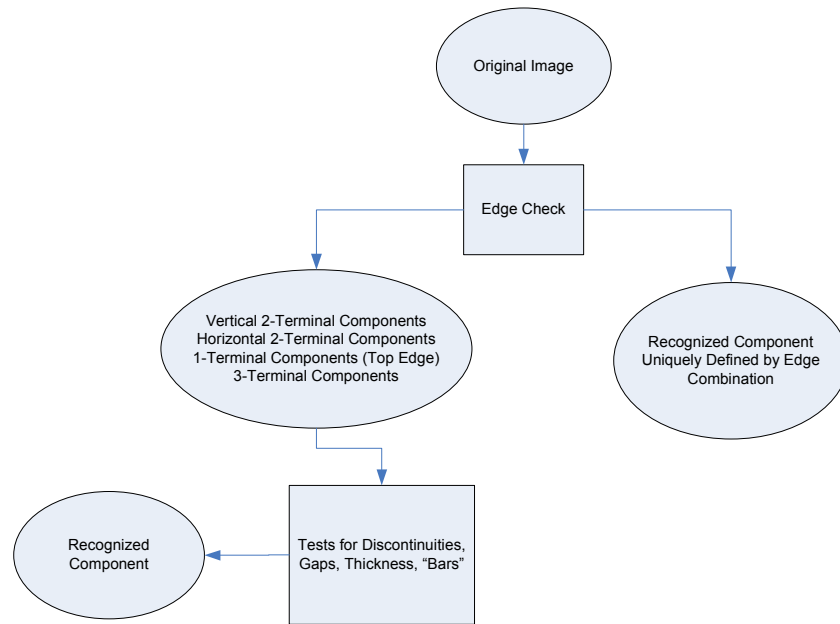 Original Image
Edge Check
Vertical 2-Terminal Components
Horizontal 2-Terminal Components
1-Terminal Components (Top Edge)
3-Terminal Components
Recognized Component
Uniquely Defined by Edge
Combination
Tests for Discontinuities,
Gaps, Thickness, “Bars”
Recognized
Component